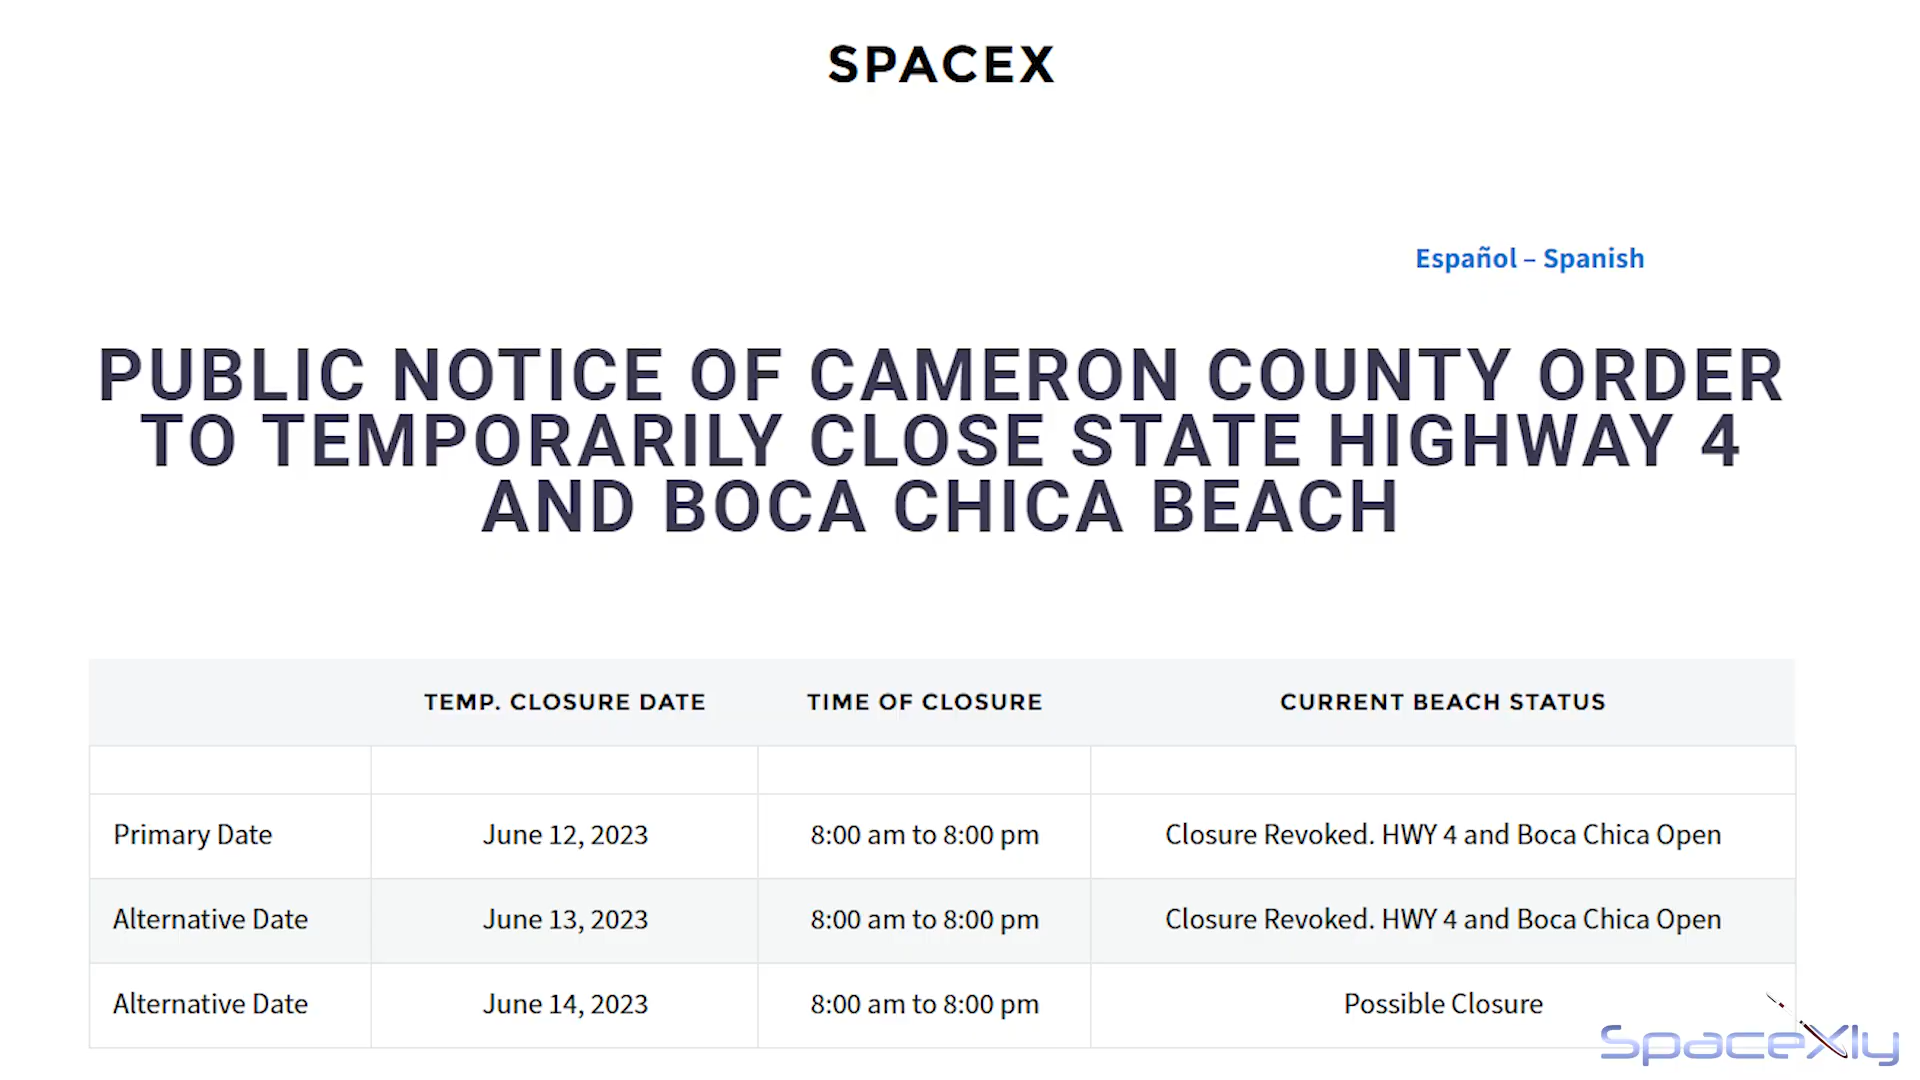 SPACEX
Español – Spanish
PUBLIC NOTICE OF CAMERON COUNTY ORDER
TO TEMPORARILY CLOSE STATE HIGHWAY 4
AND BOCA CHICA BEACH
TEMP. CLOSURE DATE TIME OF CLOSURE CURRENT BEACH STATUS
Primary Date June 12, 2023 8:00 am to 8:00 pm Closure Revoked. HWY 4 and Boca Chica Open
Alternative Date June 13, 2023 8:00 am to 8:00 pm Closure Revoked. HWY 4 and Boca Chica Open
Alternative Date June 14, 2023 8:00 am to 8:00 pm Possible Closure
SpaceXly